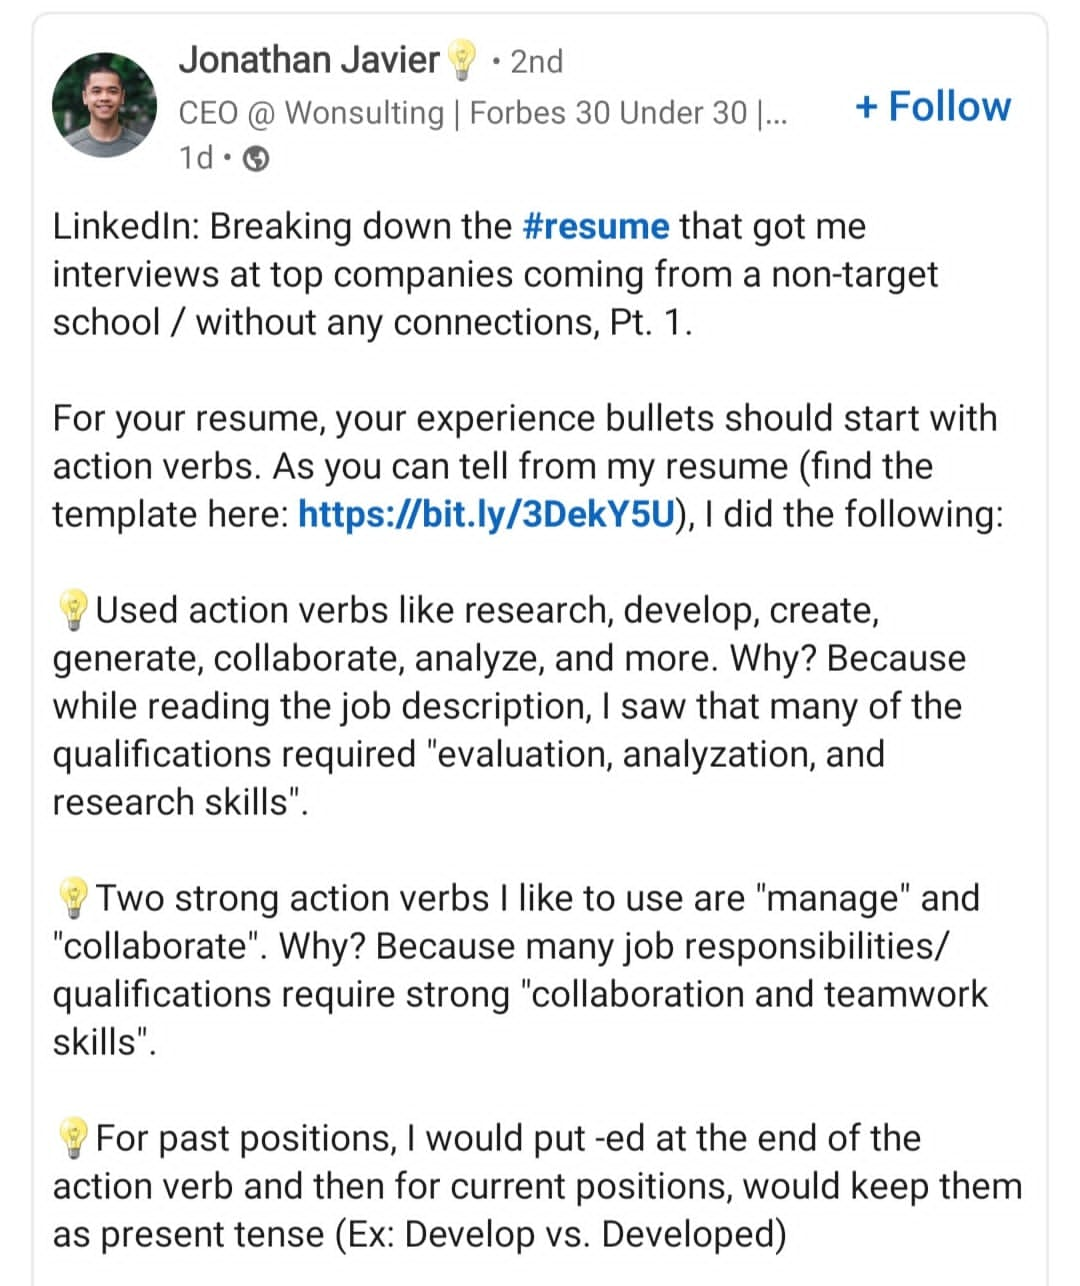 Jonathan Javier💡 • 2nd
CEO @ Wonsulting | Forbes 30 Under 30 |...
+ Follow
1d •
LinkedIn: Breaking down the #resume that got me
interviews at top companies coming from a non-target
school / without any connections, Pt. 1.
For your resume, your experience bullets should start with
action verbs. As you can tell from my resume (find the
template here: https://bit.ly/3DekY5U), I did the following:
💡Used action verbs like research, develop, create,
generate, collaborate, analyze, and more. Why? Because
while reading the job description, I saw that many of the
qualifications required "evaluation, analyzation, and
research skills".
💡Two strong action verbs I like to use are "manage" and
"collaborate". Why? Because many job responsibilities/
qualifications require strong "collaboration and teamwork
skills".
💡For past positions, I would put -ed at the end of the
action verb and then for current positions, would keep them
as present tense (Ex: Develop vs. Developed)